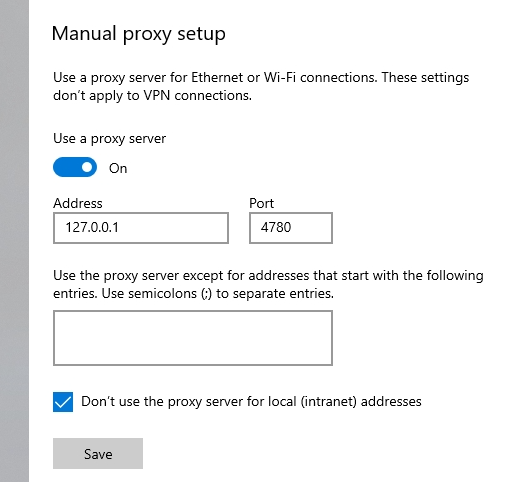 Manual proxy setup
Use a proxy server for Ethernet or Wi-Fi connections. These settings
don't apply to VPN connections.
Use a proxy server
On
Address Port
127.0.0.1 4780
Use the proxy server except for addresses that start with the following
entries. Use semicolons (;) to separate entries.
Don't use the proxy server for local (intranet) addresses
Save